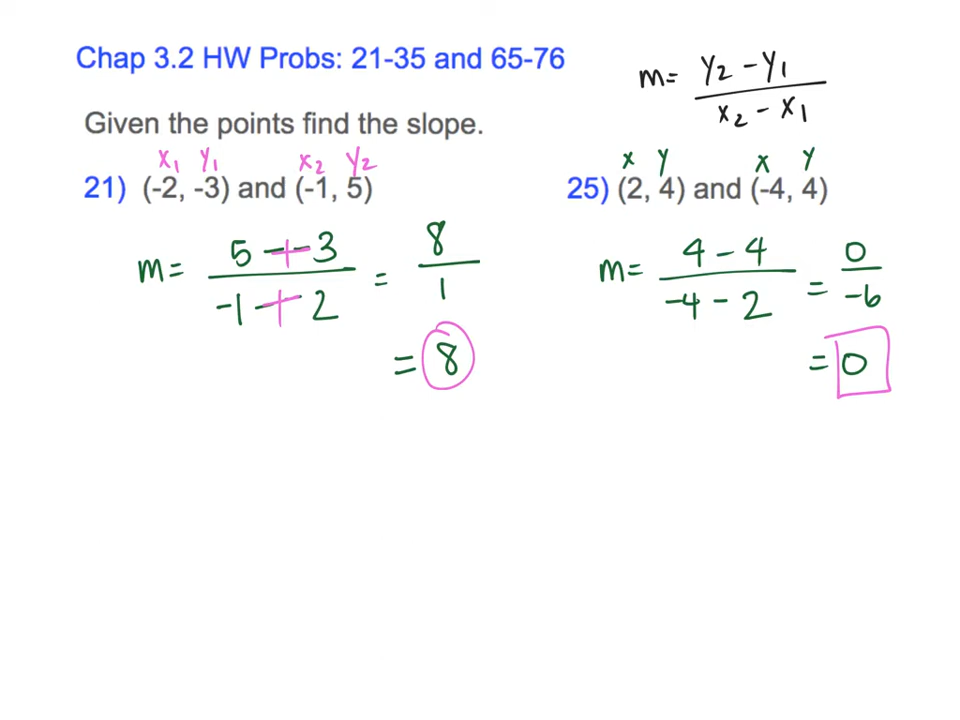 Chap 3.2 HW Probs: 21-35 and 65-76
m = y2 - y1 / x2 - x1
Given the points find the slope.
x1 y1 x2 y2
21) (-2, -3) and (-1, 5)
m = 5 + 3 / -1 + 2 = 8 / 1
= 8
x y x y
25) (2, 4) and (-4, 4)
m = 4 - 4 / -4 - 2 = 0 / -6
= 0